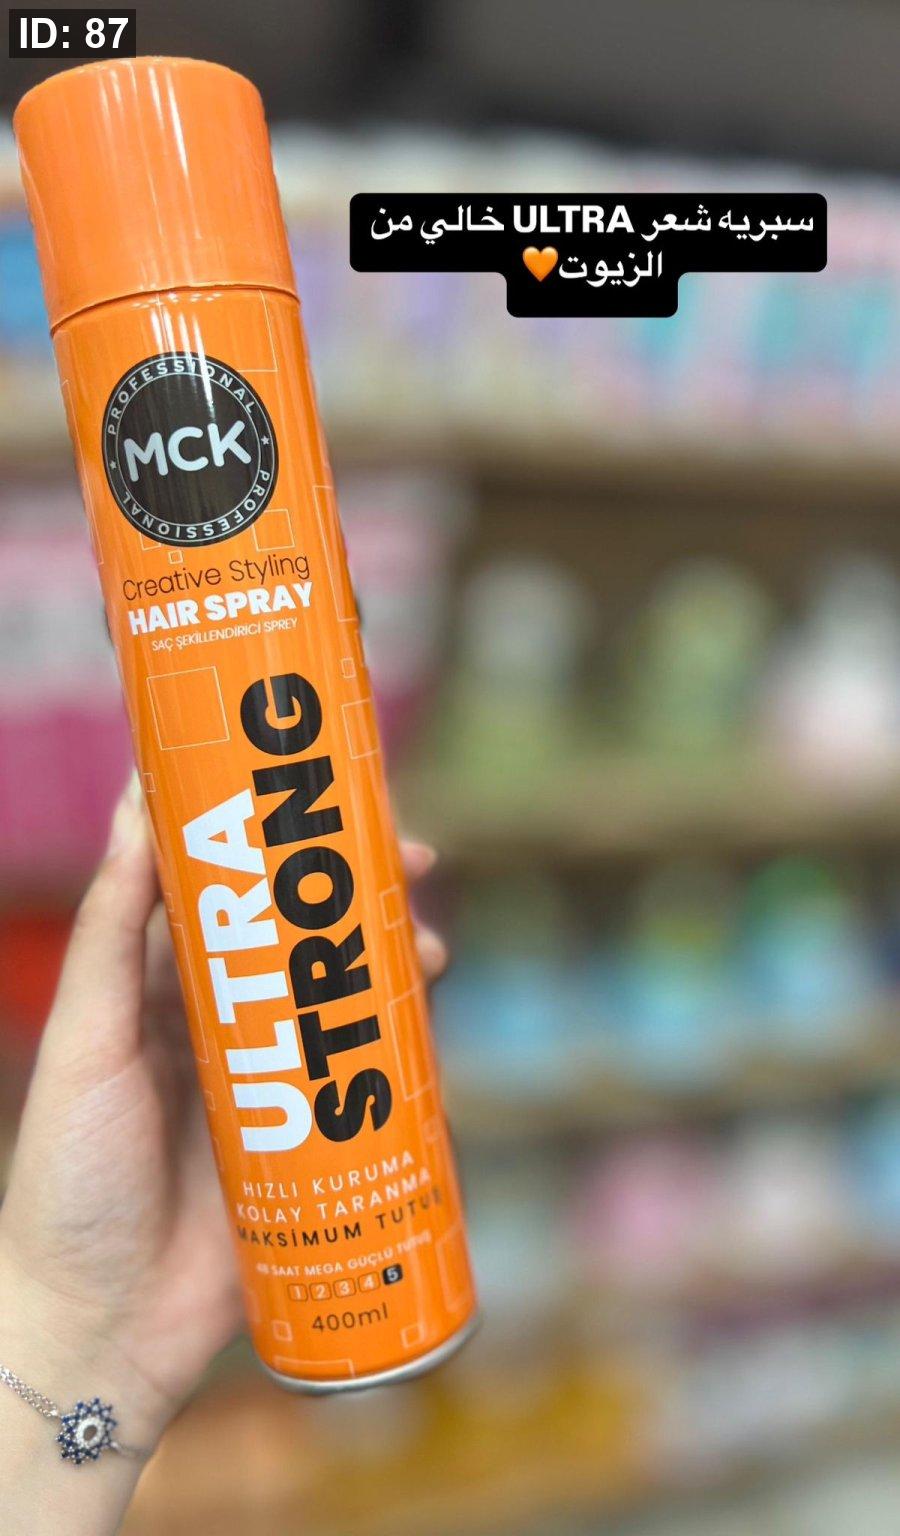 ID: 87
سبريه شعر ULTRA خالي من
الزيوت🧡
PROFESSIONAL
MCK
PROFESSIONAL
Creative Styling
HAIR SPRAY
SAÇ ŞEKİLLENDİRİCİ SPREY
ULTRA
STRONG
HIZLI KURUMA
KOLAY TARANMA
MAKSİMUM TUTUŞ
48 SAAT MEGA GÜÇLÜ TUTUŞ
1 2 3 4 5
400ml